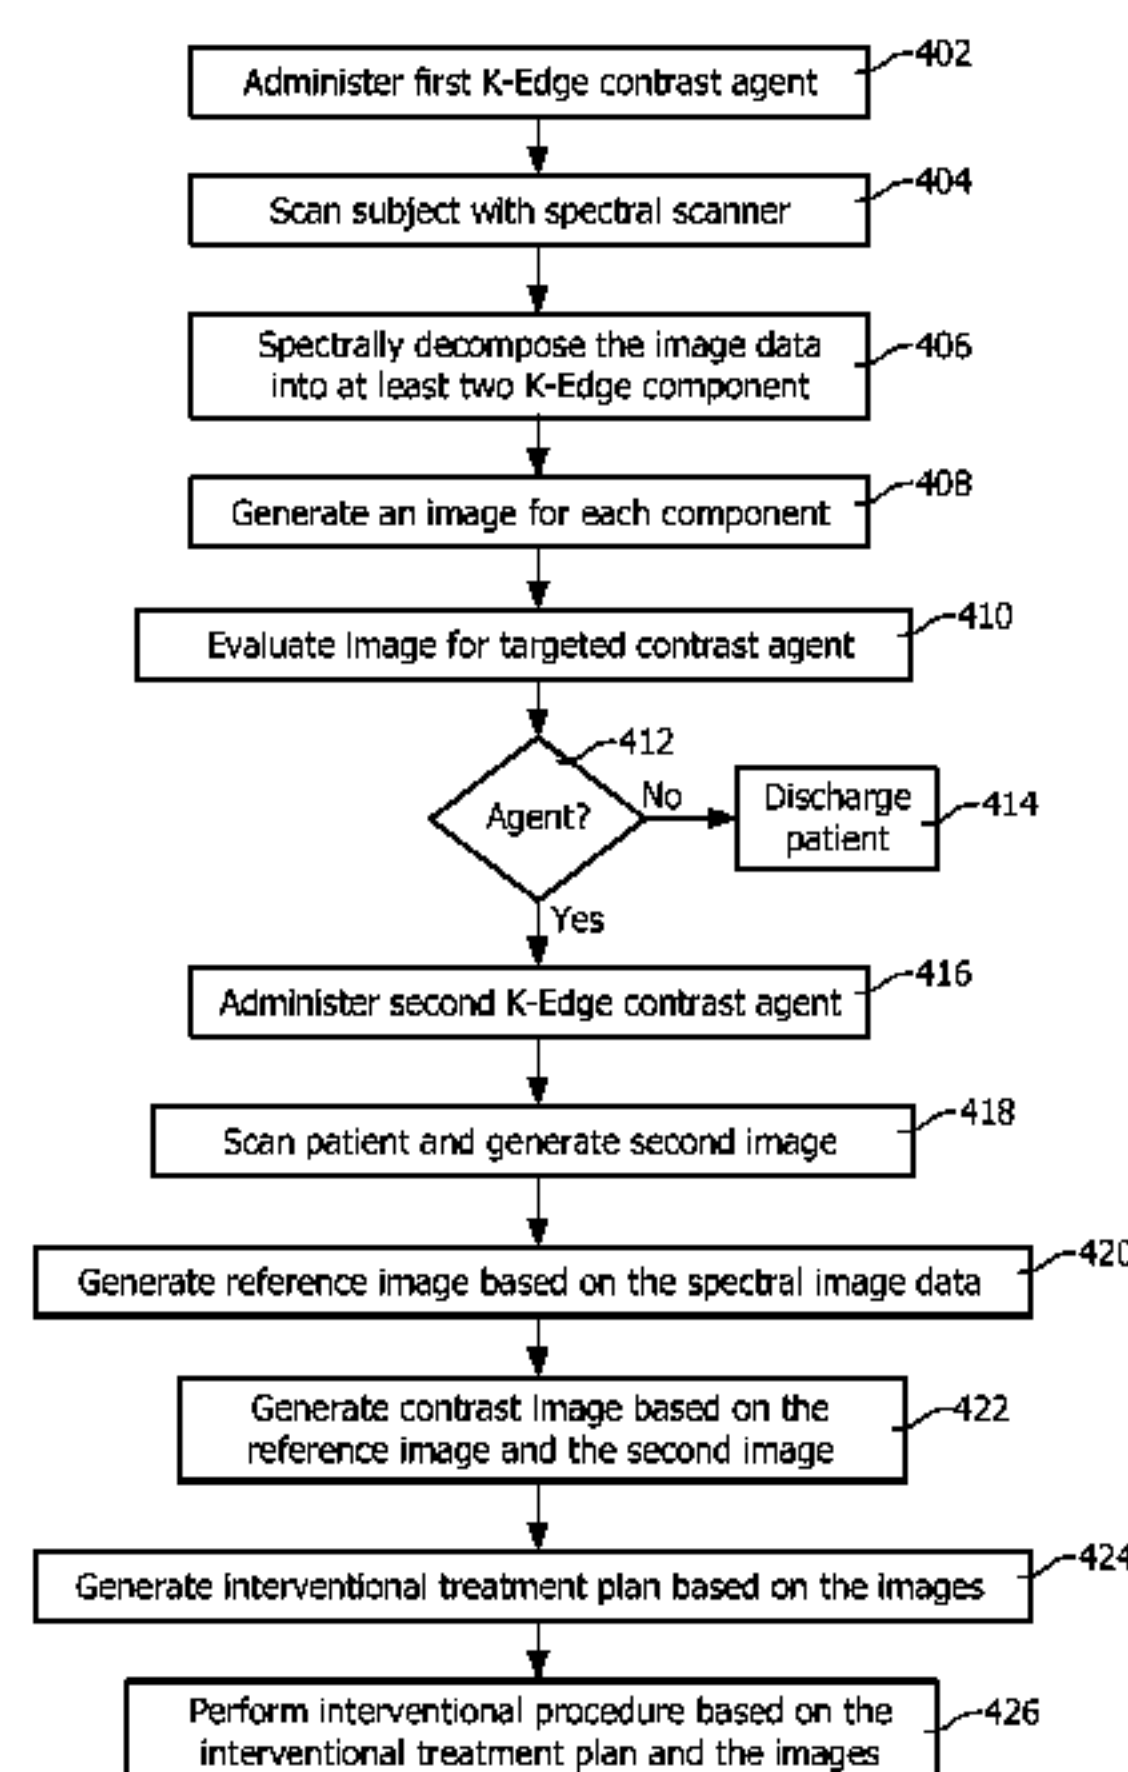 402
Administer first K-Edge contrast agent
404
Scan subject with spectral scanner
406
Spectrally decompose the image data
into at least two K-Edge component
408
Generate an image for each component
410
Evaluate Image for targeted contrast agent
412
Agent?
No
Discharge
patient
414
Yes
416
Administer second K-Edge contrast agent
418
Scan patient and generate second image
420
Generate reference image based on the spectral image data
422
Generate contrast Image based on the
reference image and the second image
424
Generate interventional treatment plan based on the Images
426
Perform interventional procedure based on the
interventional treatment plan and the images